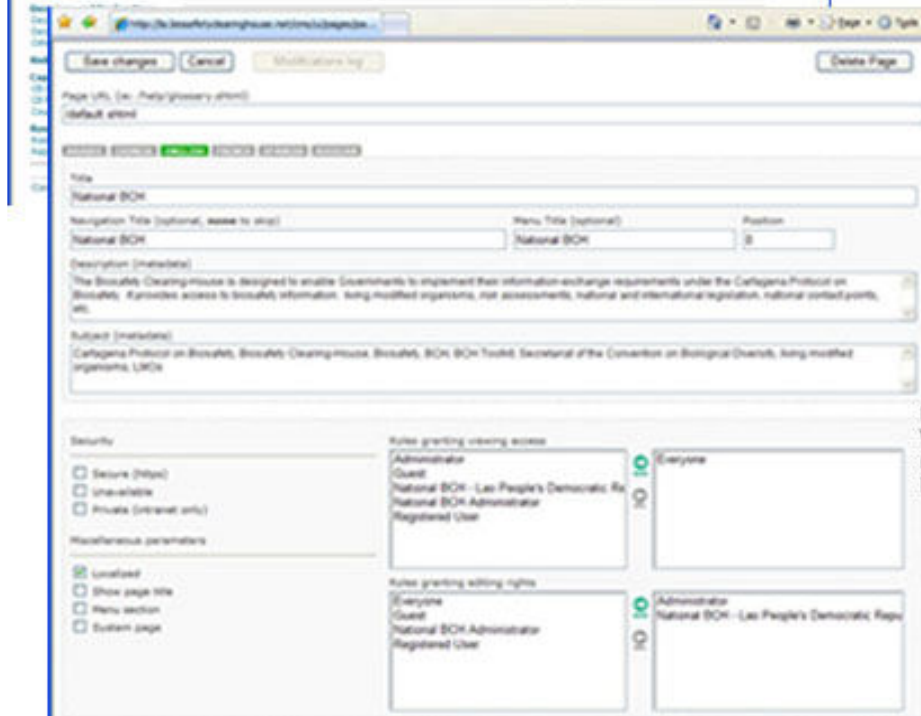 Save changes Cancel Modifications log Delete Page
Page URL (ie: /help/glossary.shtml)
/default.shtml
ENGLISH FRENCH SPANISH RUSSIAN
Title
National BCH
Navigation Title (optional, none to skip) Menu Title (optional) Position
National BCH National BCH 0
Description (metadata)
The Biosafety Clearing-House is designed to enable Governments to implement their information-exchange requirements under the Cartagena Protocol on
Biosafety. It provides access to biosafety information: living modified organisms, risk assessments, national and international legislation, national contact points,
etc.
Subject (metadata)
Cartagena Protocol on Biosafety, Biosafety Clearing-House, Biosafety, BCH, BCH Toolkit, Secretariat of the Convention on Biological Diversity, living modified
organisms, LMOs
Security
Secure (https)
Unavailable
Private (intranet only)
Miscellaneous parameters
Localized
Show page title
Menu section
System page
Roles granting viewing access
Administrator
Guest
National BCH - Lao People's Democratic Re
National BCH Administrator
Registered User
Everyone
Roles granting editing rights
Everyone
Guest
National BCH Administrator
Registered User
Administrator
National BCH - Lao People's Democratic Repu